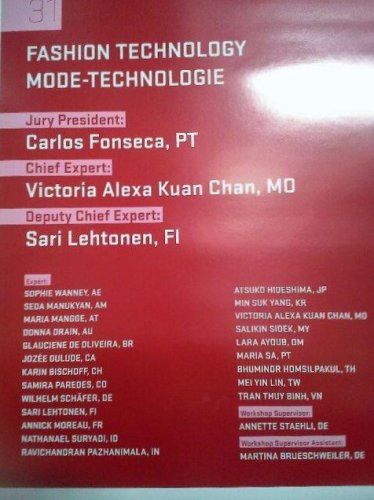 31
FASHION TECHNOLOGY
MODE-TECHNOLOGIE
Jury President:
Carlos Fonseca, PT
Chief Expert:
Victoria Alexa Kuan Chan, MO
Deputy Chief Expert:
Sari Lehtonen, FI
Expert:
SOPHIE WANNEY, AE
SEDA MANUKYAN, AM
MARIA MANGGE, AT
DONNA DRAIN, AU
GLAUCIENE DE OLIVEIRA, BR
JOZÉE DULUDE, CA
KARIN BISCHOFF, CH
SAMIRA PAREDES, CO
WILHELM SCHÄFER, DE
SARI LEHTONEN, FI
ANNICK MOREAU, FR
NATHANAEL SURYADI, ID
RAVICHANDRAN PAZHANIMALA, IN
ATSUKO HIDESHIMA, JP
MIN SUK YANG, KR
VICTORIA ALEXA KUAN CHAN, MO
SALIKIN SIDEK, MY
LARA AYOUB, OM
MARIA SA, PT
BHUMINDR HOMSILPAKUL, TH
MEI YIN LIN, TW
TRAN THUY BINH, VN
Workshop Supervisor:
ANNETTE STAEHLI, DE
Workshop Supervisor Assistant:
MARTINA BRUESCHWEILER, DE